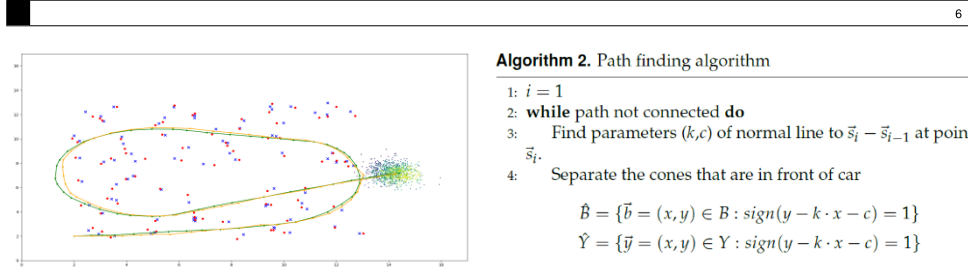 6
Algorithm 2. Path finding algorithm
1: i = 1
2: while path not connected do
3: Find parameters (k,c) of normal line to s⃗ᵢ − s⃗ᵢ₋₁ at poin
s⃗ᵢ.
4: Separate the cones that are in front of car
B̂ = {b⃗ = (x, y) ∈ B : sign(y − k · x − c) = 1}
Ŷ = {y⃗ = (x, y) ∈ Y : sign(y − k · x − c) = 1}